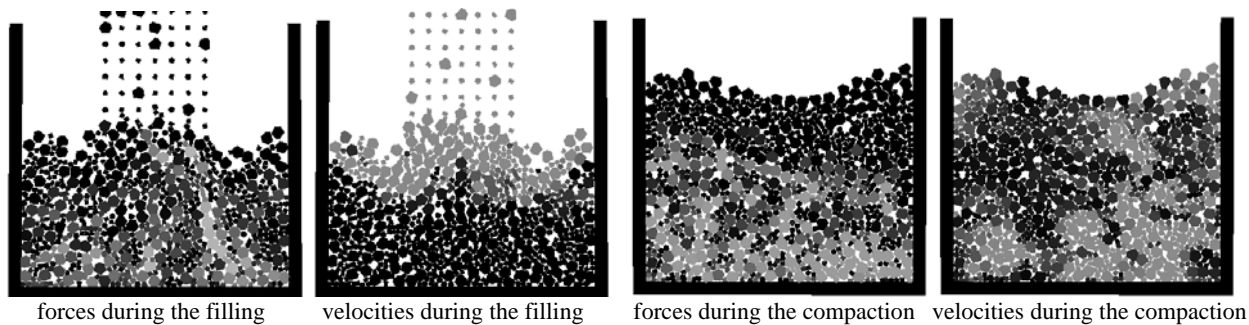 forces during the filling
velocities during the filling
forces during the compaction
velocities during the compaction